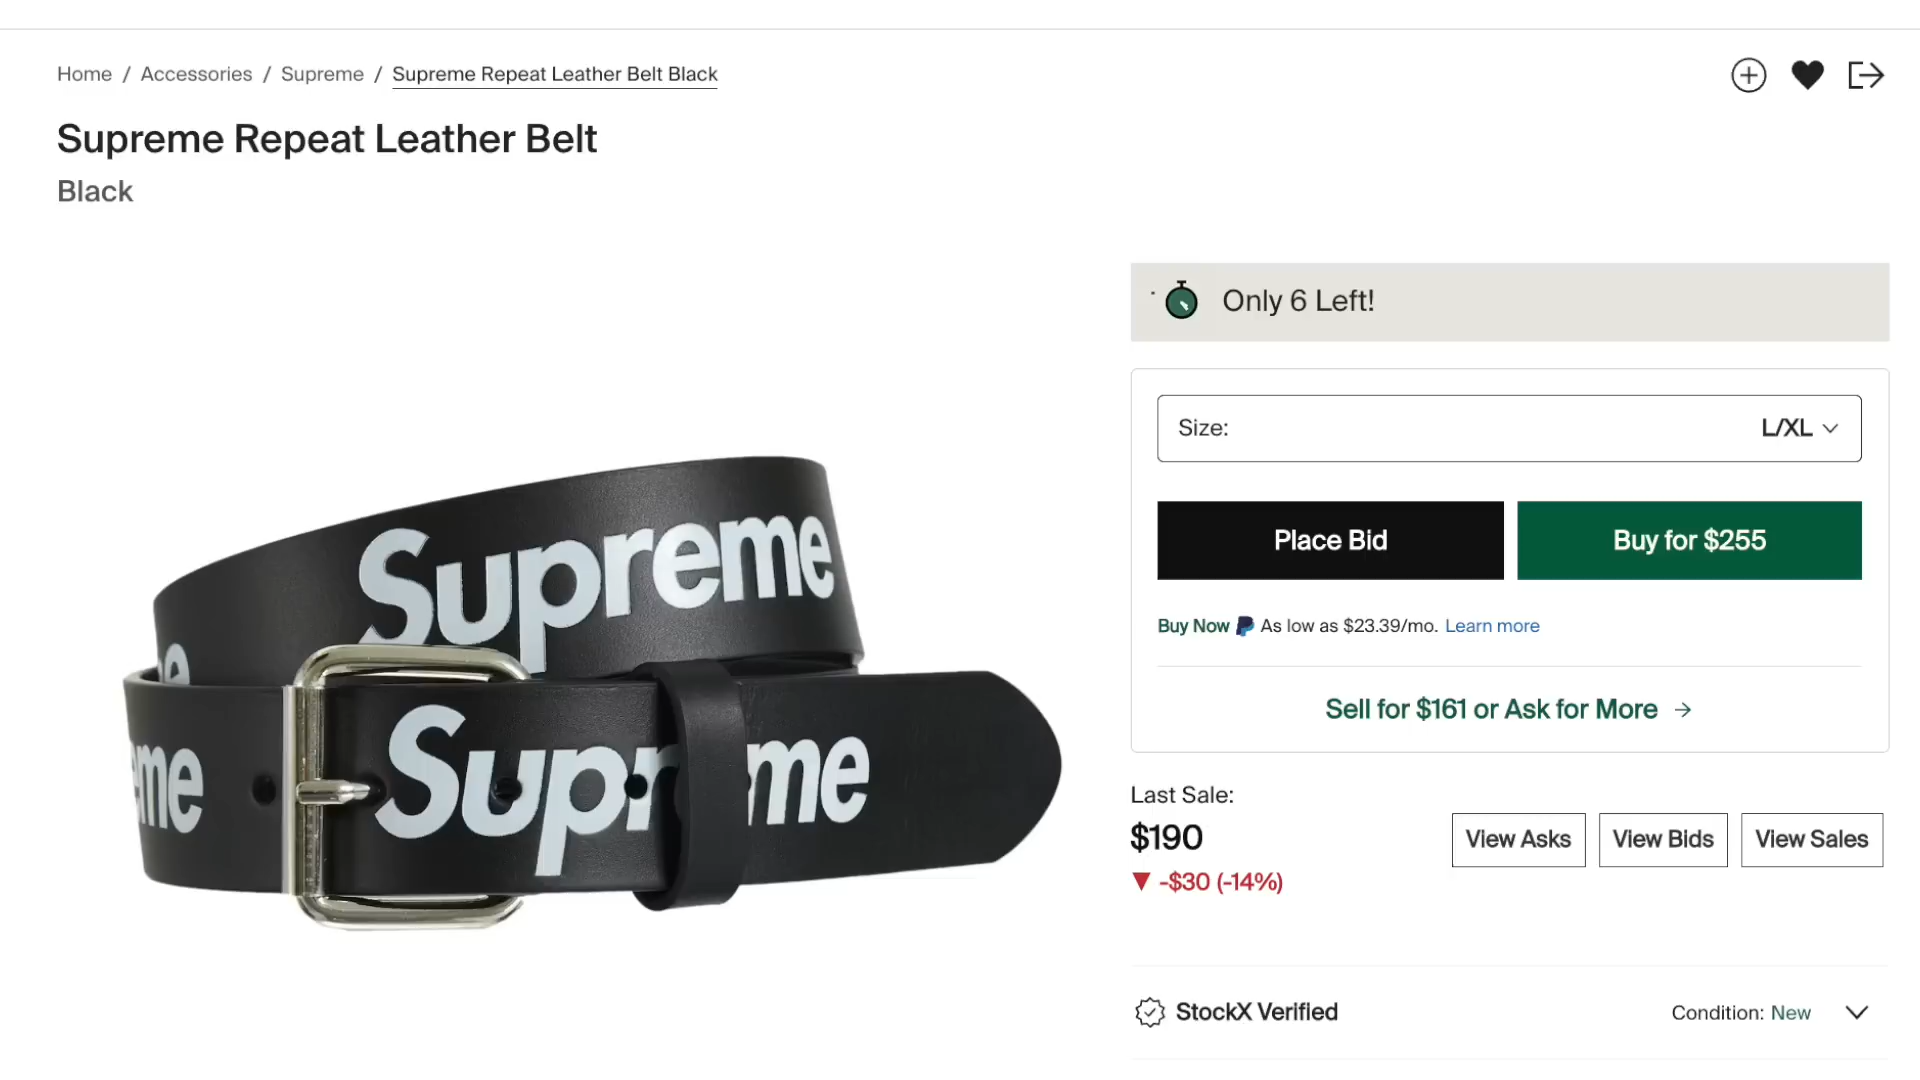 Home / Accessories / Supreme / Supreme Repeat Leather Belt Black
Supreme Repeat Leather Belt
Black
Only 6 Left!
Size: L/XL
Place Bid
Buy for $255
Buy Now As low as $23.39/mo. Learn more
Sell for $161 or Ask for More →
Last Sale:
$190
▼ -$30 (-14%)
View Asks
View Bids
View Sales
StockX Verified
Condition: New
Supreme
e
eme
Supr
me